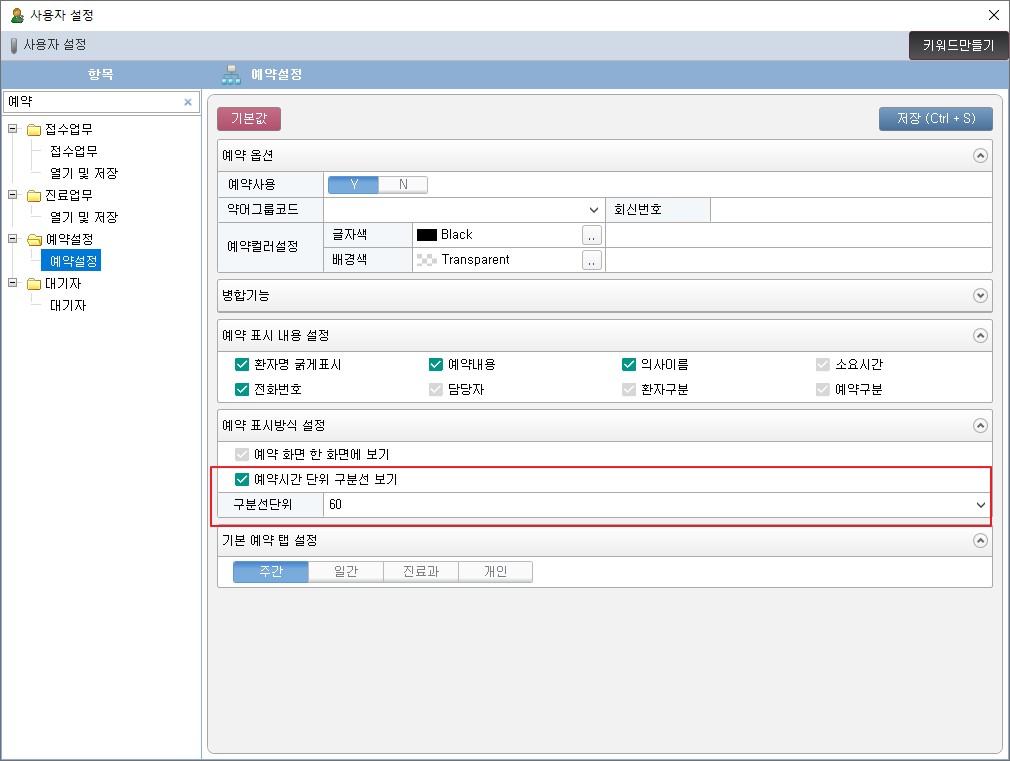 사용자 설정
사용자 설정
키워드만들기
항목
예약설정
예약
접수업무
접수업무
열기 및 저장
진료업무
열기 및 저장
예약설정
예약설정
대기자
대기자
기본값
저장 (Ctrl + S)
예약 옵션
예약사용 Y N
약어그룹코드 회신번호
예약컬러설정
글자색 Black ..
배경색 Transparent ..
병합기능
예약 표시 내용 설정
환자명 굵게표시 예약내용 의사이름 소요시간
전화번호 담당자 환자구분 예약구분
예약 표시방식 설정
예약 화면 한 화면에 보기
예약시간 단위 구분선 보기
구분선단위 60
기본 예약 탭 설정
주간 일간 진료과 개인